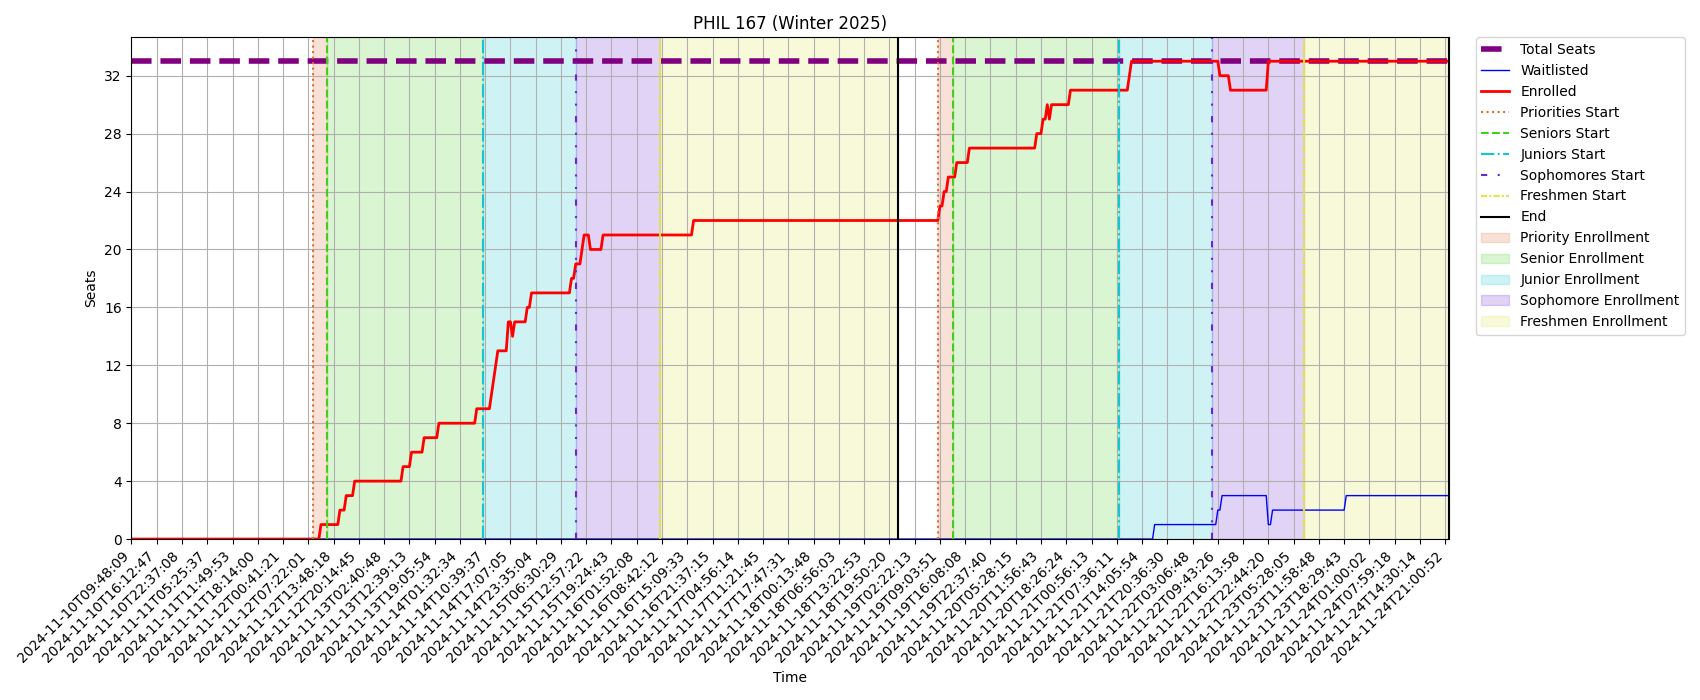 PHIL 167 (Winter 2025)
Seats
32
28
24
20
16
12
8
4
0
2024-11-10T09:48:09
2024-11-10T16:12:47
2024-11-10T22:37:08
2024-11-11T05:25:37
2024-11-11T11:49:53
2024-11-11T18:14:00
2024-11-12T00:41:21
2024-11-12T07:22:01
2024-11-12T13:48:18
2024-11-12T20:14:45
2024-11-13T02:40:48
2024-11-13T12:39:13
2024-11-13T19:05:54
2024-11-14T01:32:34
2024-11-14T10:39:37
2024-11-14T17:07:05
2024-11-14T23:35:04
2024-11-15T06:30:29
2024-11-15T12:57:22
2024-11-15T19:24:43
2024-11-16T01:52:08
2024-11-16T08:42:12
2024-11-16T15:09:33
2024-11-16T21:37:15
2024-11-17T04:56:14
2024-11-17T11:21:45
2024-11-17T17:47:31
2024-11-18T00:13:48
2024-11-18T06:56:03
2024-11-18T13:22:53
2024-11-18T19:50:20
2024-11-19T02:22:13
2024-11-19T09:03:51
2024-11-19T16:08:08
2024-11-19T22:37:40
2024-11-20T05:28:15
2024-11-20T11:56:43
2024-11-20T18:26:24
2024-11-21T00:56:13
2024-11-21T07:36:11
2024-11-21T14:05:54
2024-11-21T20:36:30
2024-11-22T03:06:48
2024-11-22T09:43:26
2024-11-22T16:13:58
2024-11-22T22:44:20
2024-11-23T05:28:05
2024-11-23T11:58:48
2024-11-23T18:29:43
2024-11-24T01:00:02
2024-11-24T07:59:18
2024-11-24T14:30:14
2024-11-24T21:00:52
Time
Total Seats
Waitlisted
Enrolled
Priorities Start
Seniors Start
Juniors Start
Sophomores Start
Freshmen Start
End
Priority Enrollment
Senior Enrollment
Junior Enrollment
Sophomore Enrollment
Freshmen Enrollment